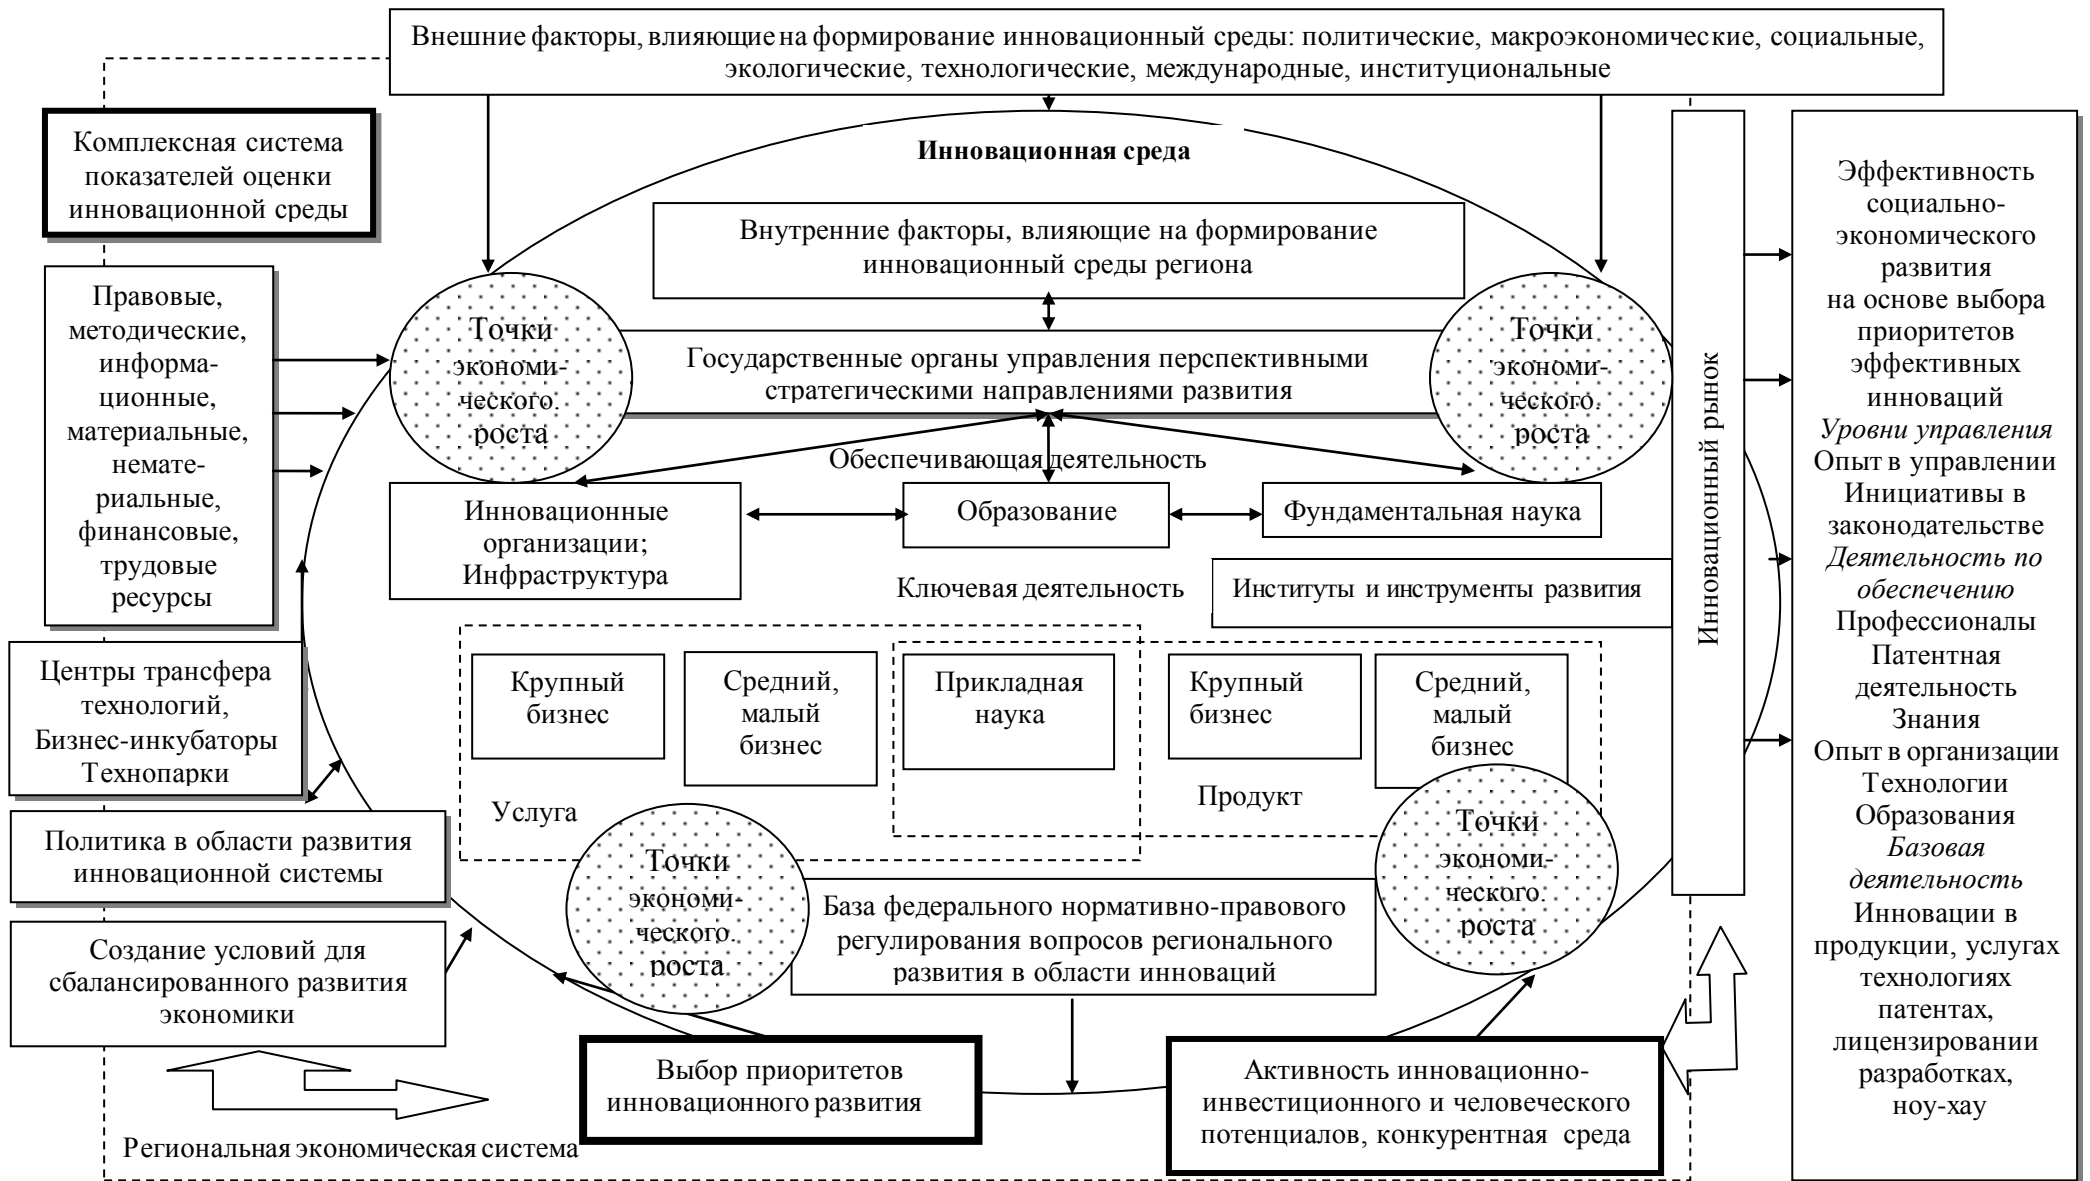 Внешние факторы, влияющие на формирование инновационный среды: политические, макроэкономические, социальные,
экологические, технологические, международные, институциональные
Комплексная система
показателей оценки
инновационной среды
Инновационная среда
Внутренние факторы, влияющие на формирование
инновационный среды региона
Правовые,
методические,
информа-
ционные,
материальные,
немате-
риальные,
финансовые,
трудовые
ресурсы
Точки
экономи-
ческого
роста
Государственные органы управления перспективными
стратегическими направлениями развития
Точки
экономи-
ческого
роста
Обеспечивающая деятельность
Инновационные
организации;
Инфраструктура
Образование
Фундаментальная наука
Ключевая деятельность
Институты и инструменты развития
Инновационный рынок
Центры трансфера
технологий,
Бизнес-инкубаторы
Технопарки
Крупный
бизнес
Средний,
малый
бизнес
Прикладная
наука
Крупный
бизнес
Средний,
малый
бизнес
Услуга
Продукт
Политика в области развития
инновационной системы
Точки
экономи-
ческого
роста
База федерального нормативно-правового
регулирования вопросов регионального
развития в области инноваций
Точки
экономи-
ческого
роста
Создание условий для
сбалансированного развития
экономики
Выбор приоритетов
инновационного развития
Активность инновационно-
инвестиционного и человеческого
потенциалов, конкурентная среда
Региональная экономическая система
Эффективность
социально-
экономического
развития
на основе выбора
приоритетов
эффективных
инноваций
Уровни управления
Опыт в управлении
Инициативы в
законодательстве
Деятельность по
обеспечению
Профессионалы
Патентная
деятельность
Знания
Опыт в организации
Технологии
Образования
Базовая
деятельность
Инновации в
продукции, услугах
технологиях
патентах,
лицензировании
разработках,
ноу-хау